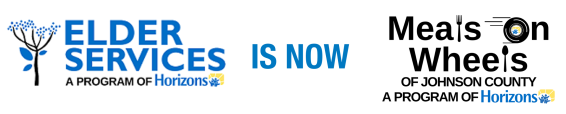 ELDER
SERVICES
A PROGRAM OF Horizons
IS NOW
Meals On
Wheels
OF JOHNSON COUNTY
A PROGRAM OF Horizons